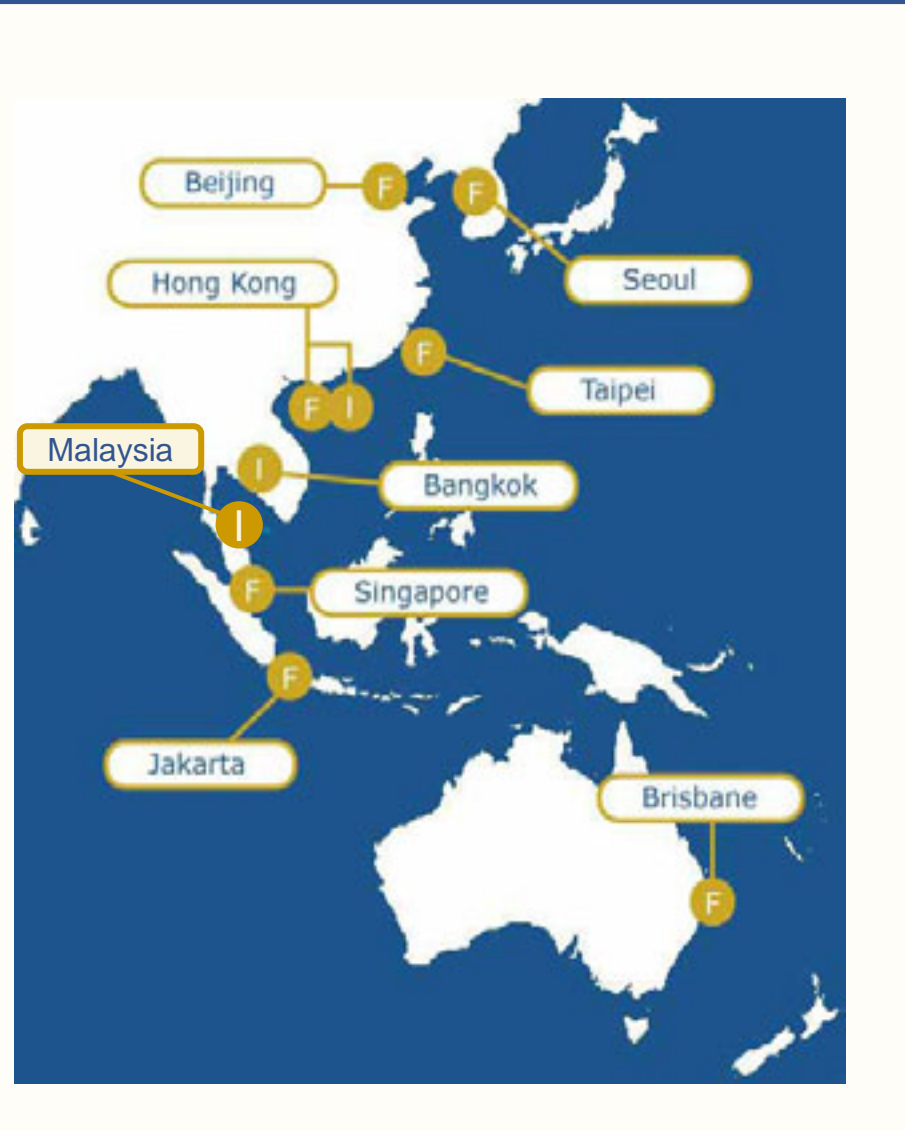 Beijing
F
F
Seoul
Hong Kong
F
Taipei
F
I
Malaysia
I
Bangkok
I
F
Singapore
F
Jakarta
Brisbane
F